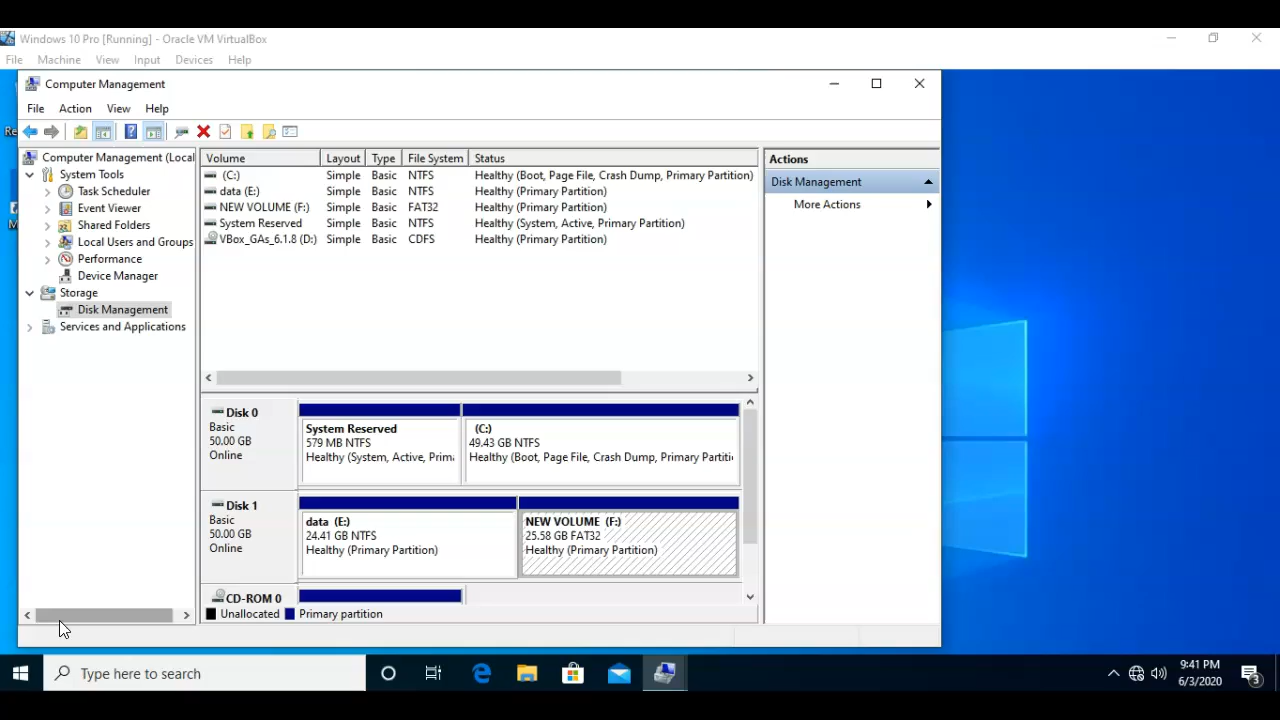 Windows 10 Pro [Running] - Oracle VM VirtualBox
File Machine View Input Devices Help
Computer Management
File Action View Help
Computer Management (Local
System Tools
Task Scheduler
Event Viewer
Shared Folders
Local Users and Groups
Performance
Device Manager
Storage
Disk Management
Services and Applications
Volume Layout Type File System Status
(C:) Simple Basic NTFS Healthy (Boot, Page File, Crash Dump, Primary Partition)
data (E:) Simple Basic NTFS Healthy (Primary Partition)
NEW VOLUME (F:) Simple Basic FAT32 Healthy (Primary Partition)
System Reserved Simple Basic NTFS Healthy (System, Active, Primary Partition)
VBox_GAs_6.1.8 (D:) Simple Basic CDFS Healthy (Primary Partition)
Disk 0
Basic
50.00 GB
Online
System Reserved
579 MB NTFS
Healthy (System, Active, Prima
(C:)
49.43 GB NTFS
Healthy (Boot, Page File, Crash Dump, Primary Partiti
Disk 1
Basic
50.00 GB
Online
data (E:)
24.41 GB NTFS
Healthy (Primary Partition)
NEW VOLUME (F:)
25.58 GB FAT32
Healthy (Primary Partition)
CD-ROM 0
Unallocated Primary partition
Actions
Disk Management
More Actions
Re
M
Type here to search
9:41 PM
6/3/2020
3